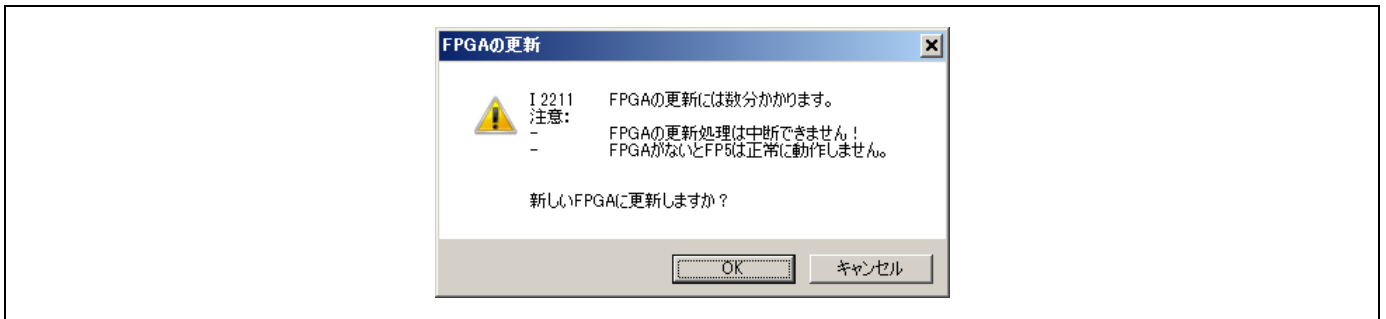 FPGAの更新
I 2211 FPGAの更新には数分かかります。
注意:
- FPGAの更新処理は中断できません!
- FPGAがないとFP5は正常に動作しません。
新しいFPGAに更新しますか?
OK キャンセル